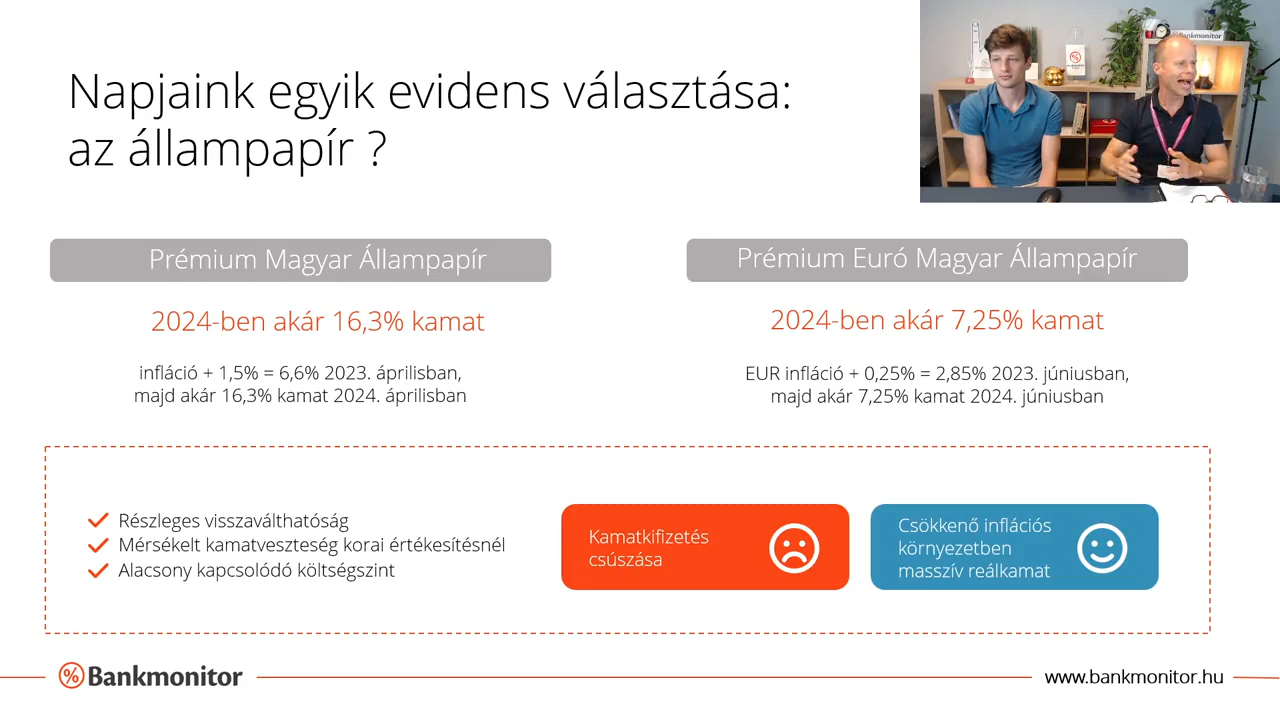 Napjaink egyik evidens választása:
az állampapír ?
Bankmonitor
Prémium Magyar Állampapír
Prémium Euró Magyar Állampapír
2024-ben akár 16,3% kamat
2024-ben akár 7,25% kamat
infláció + 1,5% = 6,6% 2023. áprilisban,
majd akár 16,3% kamat 2024. áprilisban
EUR infláció + 0,25% = 2,85% 2023. júniusban,
majd akár 7,25% kamat 2024. júniusban
Részleges visszaválthatóság
Mérsékelt kamatveszteség korai értékesítésnél
Alacsony kapcsolódó költségszint
Kamatkifizetés
csúszása
Csökkenő inflációs
környezetben
masszív reálkamat
% Bankmonitor
www.bankmonitor.hu